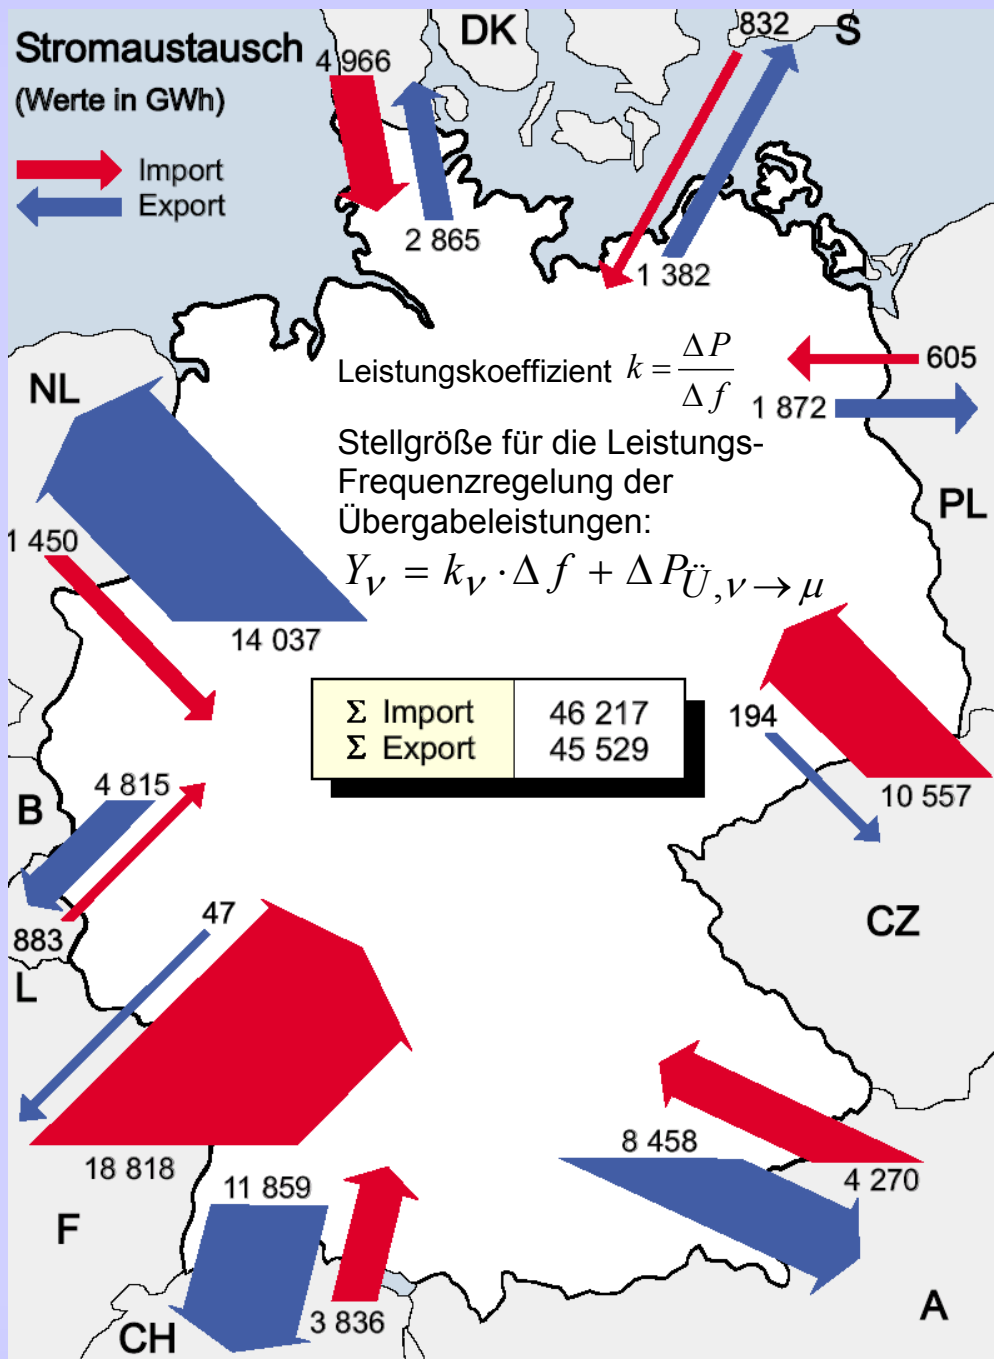 DK
832
S
Stromaustausch
4 966
(Werte in GWh)
Import
Export
2 865
1 382
Leistungskoeffizient k = ΔP / Δf
605
NL
1 872
Stellgröße für die Leistungs-
Frequenzregelung der
Übergabeleistungen:
PL
1 450
Yν = kν · Δf + ΔPÜ,ν→μ
14 037
Σ Import 46 217
Σ Export 45 529
194
10 557
4 815
B
883
47
CZ
L
18 818
8 458
4 270
11 859
F
3 836
CH
A